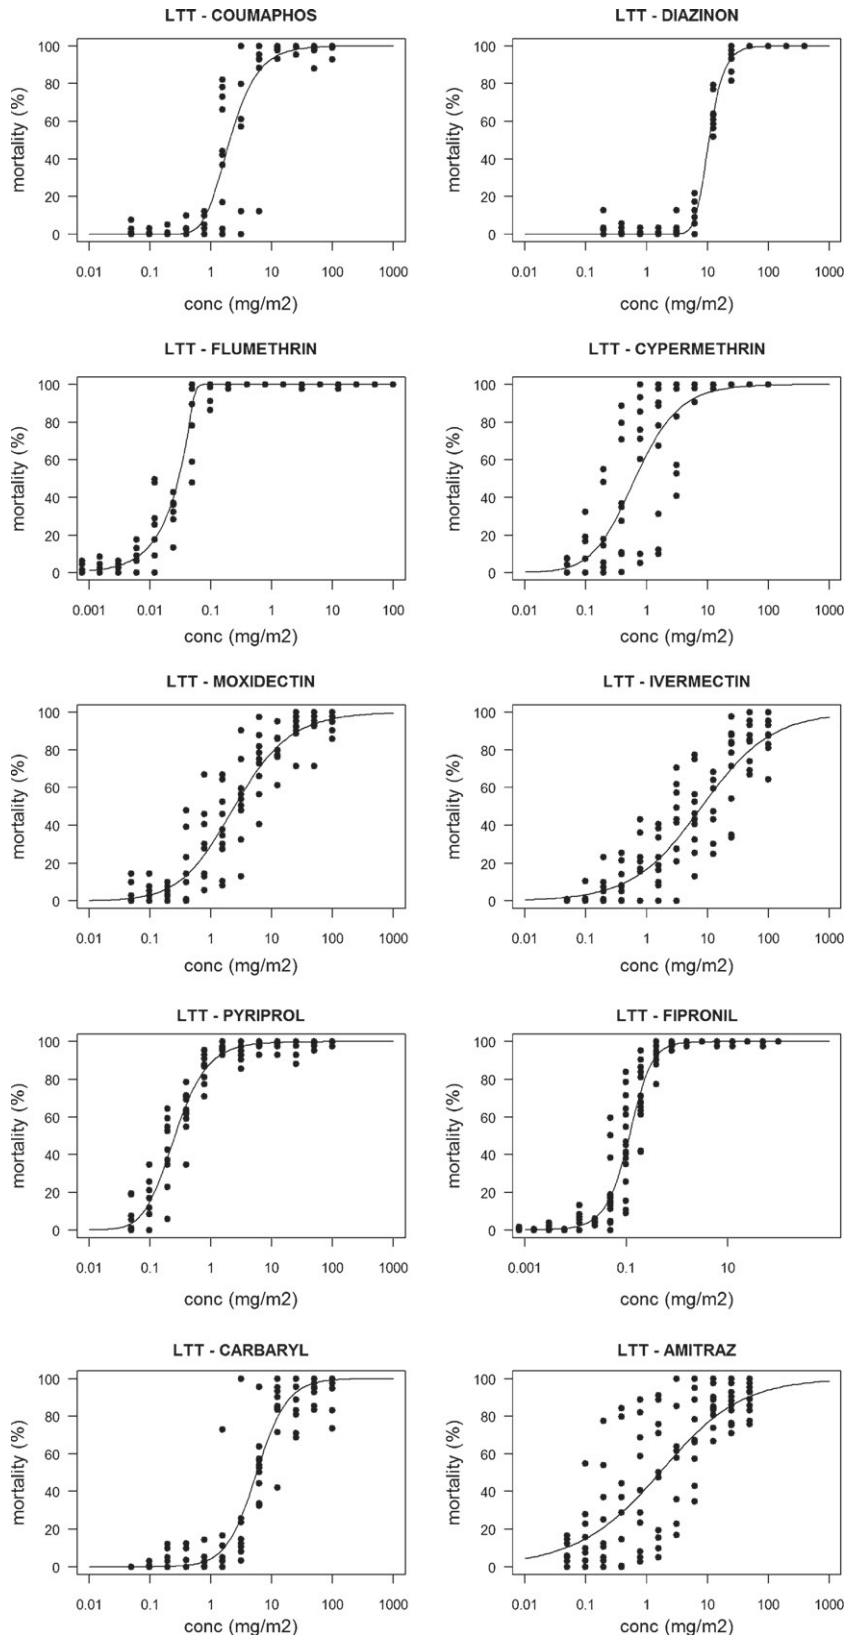 LTT - COUMAPHOS
LTT - DIAZINON
mortality (%)
100
80
60
40
20
0
0.01 0.1 1 10 100 1000
conc (mg/m2)
mortality (%)
100
80
60
40
20
0
0.01 0.1 1 10 100 1000
conc (mg/m2)
LTT - FLUMETHRIN
LTT - CYPERMETHRIN
mortality (%)
100
80
60
40
20
0
0.001 0.01 0.1 1 10 100
conc (mg/m2)
mortality (%)
100
80
60
40
20
0
0.01 0.1 1 10 100 1000
conc (mg/m2)
LTT - MOXIDECTIN
LTT - IVERMECTIN
mortality (%)
100
80
60
40
20
0
0.01 0.1 1 10 100 1000
conc (mg/m2)
mortality (%)
100
80
60
40
20
0
0.01 0.1 1 10 100 1000
conc (mg/m2)
LTT - PYRIPROL
LTT - FIPRONIL
mortality (%)
100
80
60
40
20
0
0.01 0.1 1 10 100 1000
conc (mg/m2)
mortality (%)
100
80
60
40
20
0
0.001 0.1 10
conc (mg/m2)
LTT - CARBARYL
LTT - AMITRAZ
mortality (%)
100
80
60
40
20
0
0.01 0.1 1 10 100 1000
conc (mg/m2)
mortality (%)
100
80
60
40
20
0
0.01 0.1 1 10 100 1000
conc (mg/m2)